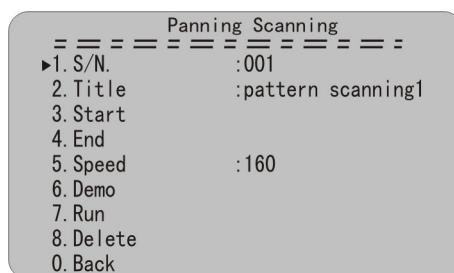 Panning Scanning
▶1. S/N. :001
2. Title :pattern scanning1
3. Start
4. End
5. Speed :160
6. Demo
7. Run
8. Delete
0. Back